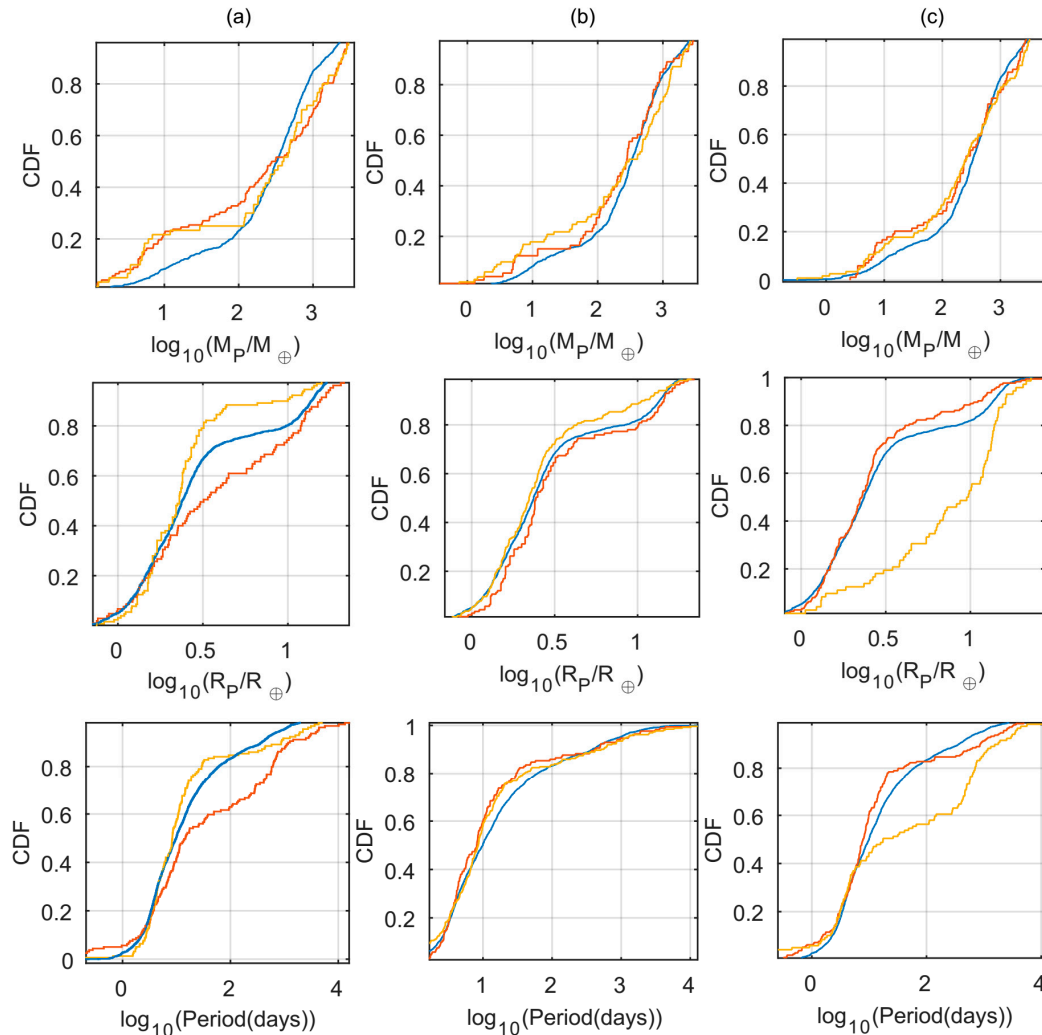 (a) (b) (c)
0.8 0.8 0.8
CDF CDF CDF
0.6 0.6 0.6
0.4 0.4 0.4
0.2 0.2 0.2
0
1 2 3 0 1 2 3 0 1 2 3
log10(MP/M⊕) log10(MP/M⊕) log10(MP/M⊕)
1
0.8 0.8 0.8
CDF CDF CDF
0.6 0.6 0.6
0.4 0.4 0.4
0.2 0.2 0.2
0 0.5 1 0 0.5 1 0 0.5 1
log10(RP/R⊕) log10(RP/R⊕) log10(RP/R⊕)
1
0.8 0.8 0.8
CDF CDF CDF
0.6 0.6 0.6
0.4 0.4 0.4
0.2 0.2 0.2
0
0 2 4 1 2 3 4 0 2 4
log10(Period(days)) log10(Period(days)) log10(Period(days))